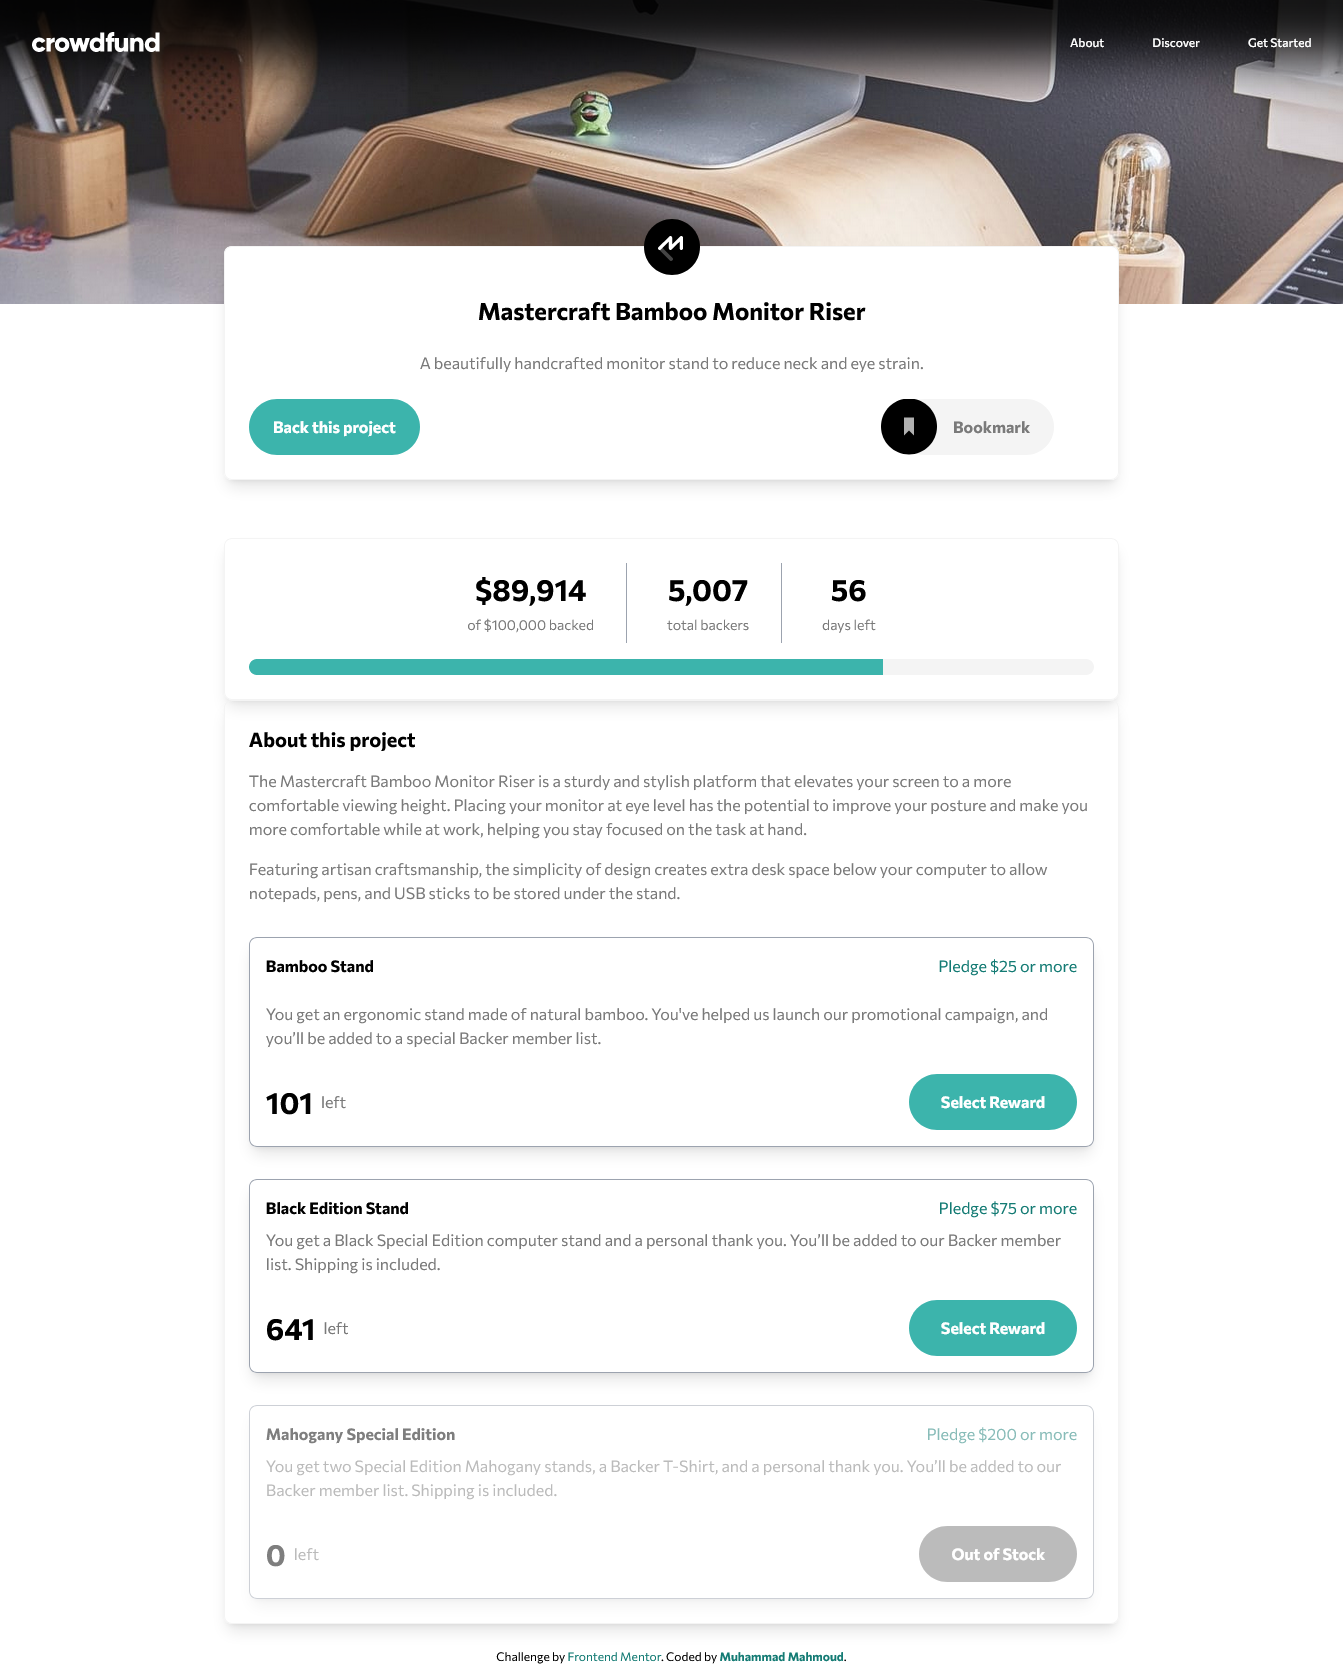 crowdfund
About Discover Get Started
Mastercraft Bamboo Monitor Riser
A beautifully handcrafted monitor stand to reduce neck and eye strain.
Back this project
Bookmark
$89,914 5,007 56
of $100,000 backed total backers days left
About this project
The Mastercraft Bamboo Monitor Riser is a sturdy and stylish platform that elevates your screen to a more
comfortable viewing height. Placing your monitor at eye level has the potential to improve your posture and make you
more comfortable while at work, helping you stay focused on the task at hand.
Featuring artisan craftsmanship, the simplicity of design creates extra desk space below your computer to allow
notepads, pens, and USB sticks to be stored under the stand.
Bamboo Stand Pledge $25 or more
You get an ergonomic stand made of natural bamboo. You've helped us launch our promotional campaign, and
you’ll be added to a special Backer member list.
101 left
Select Reward
Black Edition Stand Pledge $75 or more
You get a Black Special Edition computer stand and a personal thank you. You’ll be added to our Backer member
list. Shipping is included.
641 left
Select Reward
Mahogany Special Edition Pledge $200 or more
You get two Special Edition Mahogany stands, a Backer T-Shirt, and a personal thank you. You’ll be added to our
Backer member list. Shipping is included.
0 left
Out of Stock
Challenge by Frontend Mentor. Coded by Muhammad Mahmoud.